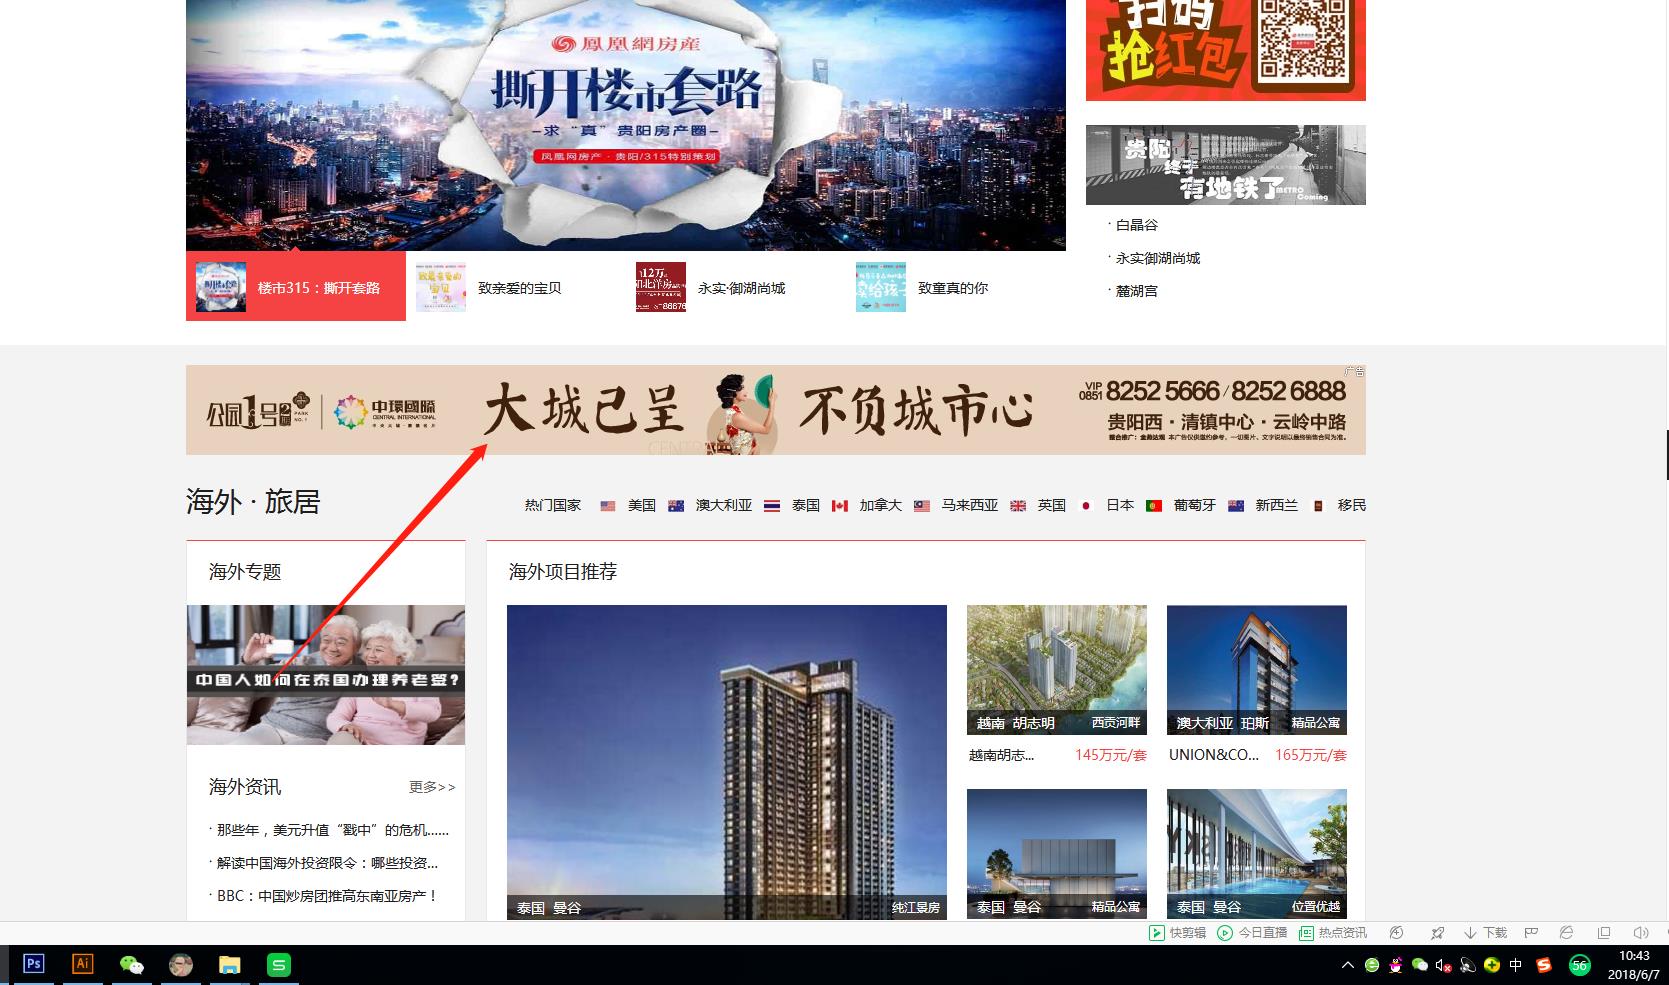 扫码
抢红包
鳳凰網房產
撕开楼市套路
求“真”贵阳房产圈
凤凰网房产·贵阳/315特别策划
贵阳
终于
有地铁了
METRO
Coming
· 白晶谷
· 永实御湖尚城
· 麓湖宫
楼市315：撕开套路
致亲爱的宝贝
永实·御湖尚城
致童真的你
广告
公园1号
PARK
NO.1
中環國際
CENTRAL INTERNATIONAL
大城已呈
不负城市心
VIP
0851 8252 5666 / 8252 6888
贵阳西·清镇中心·云岭中路
海外 · 旅居
热门国家 美国 澳大利亚 泰国 加拿大 马来西亚 英国 日本 葡萄牙 新西兰 移民
海外专题
中国人如何在泰国办理养老签？
海外资讯 更多>>
· 那些年，美元升值“戳中”的危机......
· 解读中国海外投资限令：哪些投资...
· BBC：中国炒房团推高东南亚房产！
海外项目推荐
泰国 曼谷 纯江景房
越南 胡志明 西贡河畔
越南胡志... 145万元/套
澳大利亚 珀斯 精品公寓
UNION&CO... 165万元/套
泰国 曼谷 精品公寓
泰国 曼谷 位置优越
快剪辑 今日直播 热点资讯 下载
Ps Ai
中
56
10:43
2018/6/7